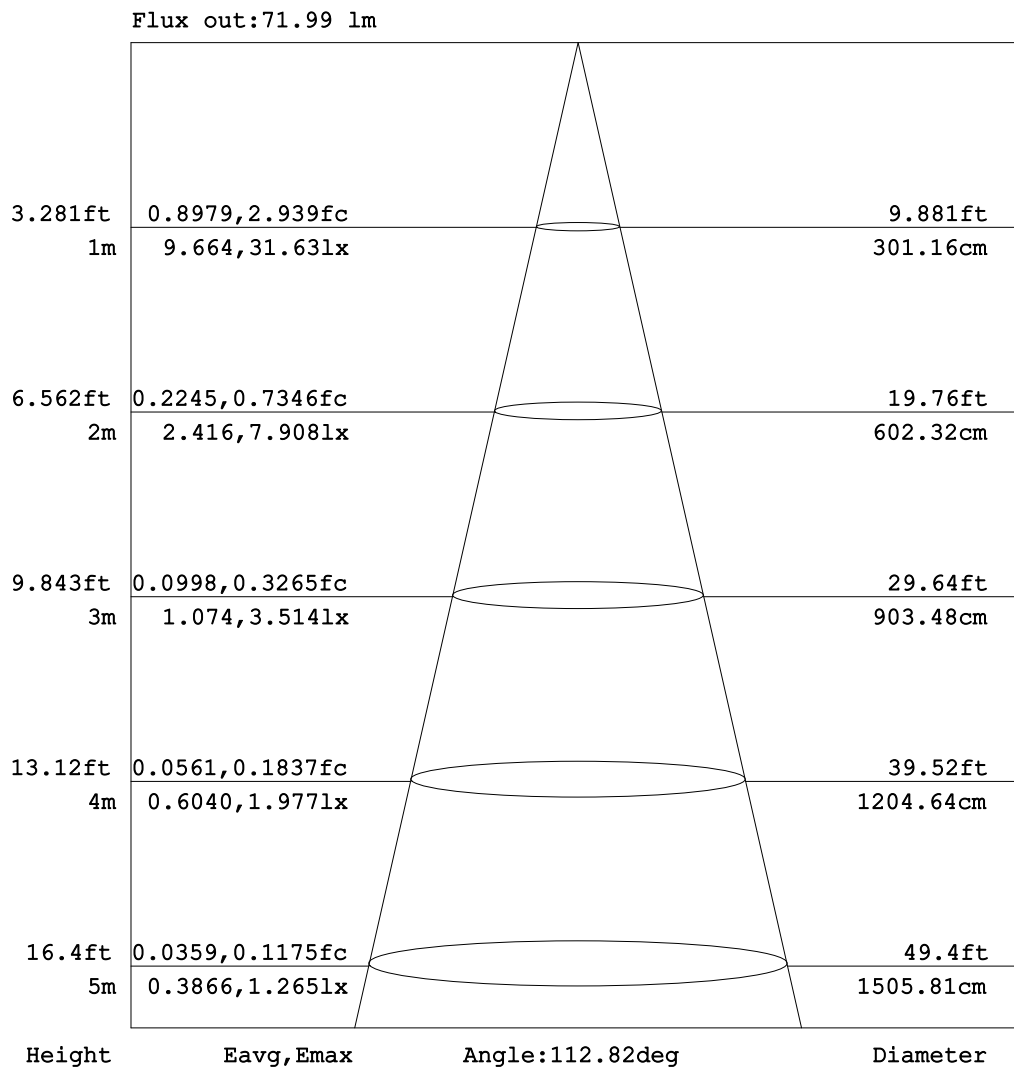 Flux out:71.99 lm
3.281ft 0.8979,2.939fc 9.881ft
1m 9.664,31.63lx 301.16cm
6.562ft 0.2245,0.7346fc 19.76ft
2m 2.416,7.908lx 602.32cm
9.843ft 0.0998,0.3265fc 29.64ft
3m 1.074,3.514lx 903.48cm
13.12ft 0.0561,0.1837fc 39.52ft
4m 0.6040,1.977lx 1204.64cm
16.4ft 0.0359,0.1175fc 49.4ft
5m 0.3866,1.265lx 1505.81cm
Height Eavg,Emax Angle:112.82deg Diameter